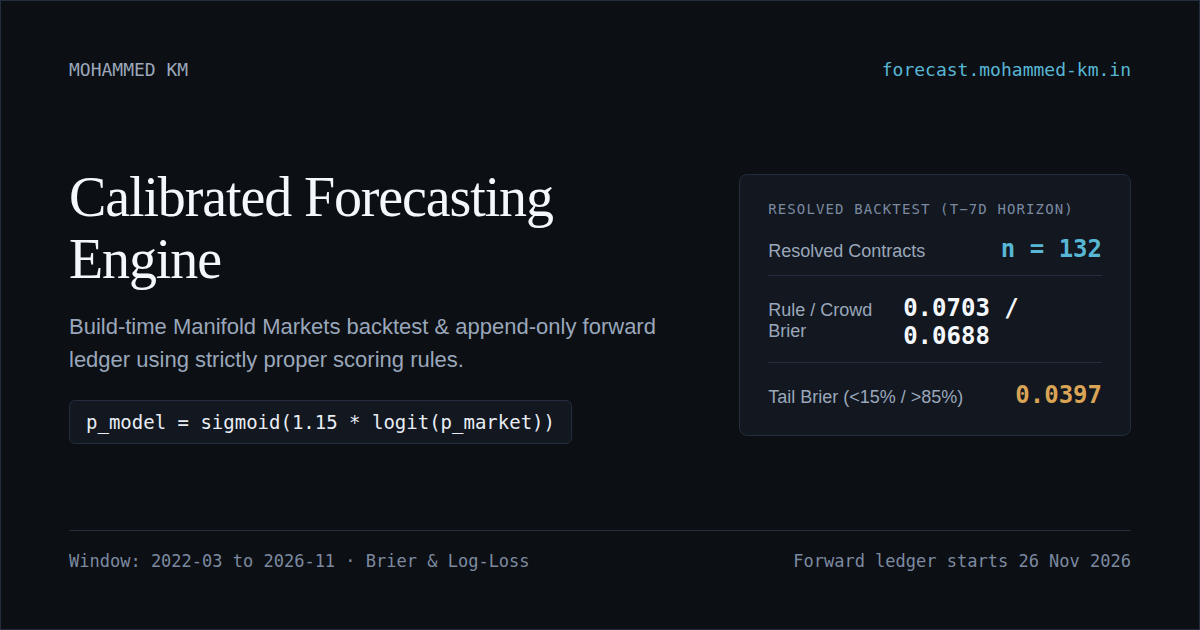 MOHAMMED KM
forecast.mohammed-km.in
Calibrated Forecasting
Engine
Build-time Manifold Markets backtest & append-only forward
ledger using strictly proper scoring rules.
p_model = sigmoid(1.15 * logit(p_market))
RESOLVED BACKTEST (T−7D HORIZON)
Resolved Contracts n = 132
Rule / Crowd
Brier
0.0703 /
0.0688
Tail Brier (<15% / >85%) 0.0397
Window: 2022-03 to 2026-11 · Brier & Log-Loss
Forward ledger starts 26 Nov 2026